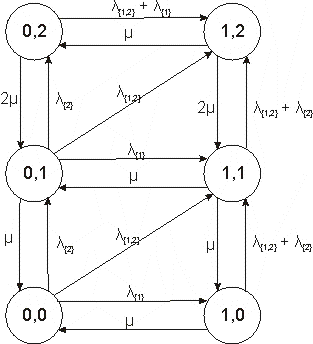 λ{1,2} + λ{1}
0,2
1,2
μ
2μ
λ{2}
λ{1,2}
2μ
λ{1,2} + λ{2}
λ{1}
0,1
1,1
μ
μ
λ{2}
λ{1,2}
μ
λ{1,2} + λ{2}
λ{1}
0,0
1,0
μ